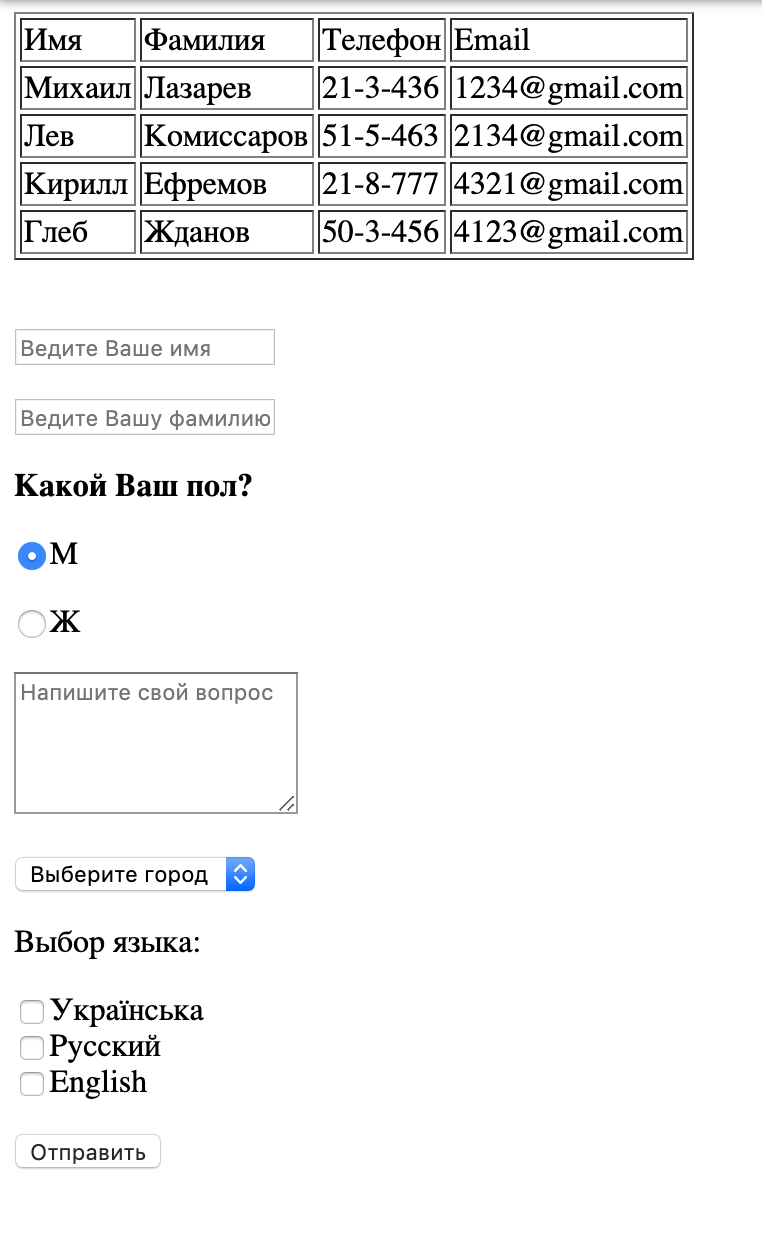 Имя Фамилия Телефон Email
Михаил Лазарев 21-3-436 1234@gmail.com
Лев Комиссаров 51-5-463 2134@gmail.com
Кирилл Ефремов 21-8-777 4321@gmail.com
Глеб Жданов 50-3-456 4123@gmail.com
Ведите Ваше имя
Ведите Вашу фамилию
Какой Ваш пол?
М
Ж
Напишите свой вопрос
Выберите город
Выбор языка:
Українська
Русский
English
Отправить